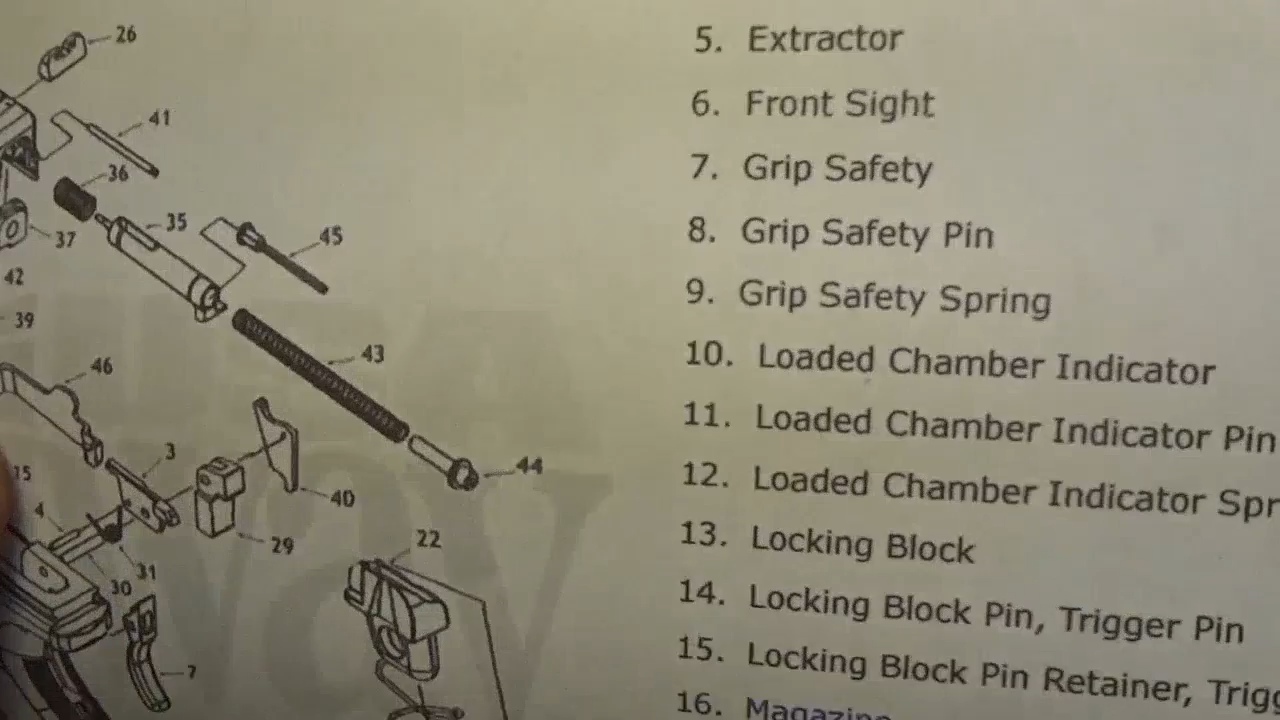 26
41
36
35
37
45
42
39
43
46
3
44
15
40
4
29
22
31
30
7
5. Extractor
6. Front Sight
7. Grip Safety
8. Grip Safety Pin
9. Grip Safety Spring
10. Loaded Chamber Indicator
11. Loaded Chamber Indicator Pin
12. Loaded Chamber Indicator Spr
13. Locking Block
14. Locking Block Pin, Trigger Pin
15. Locking Block Pin Retainer, Trigg
16. Magazine